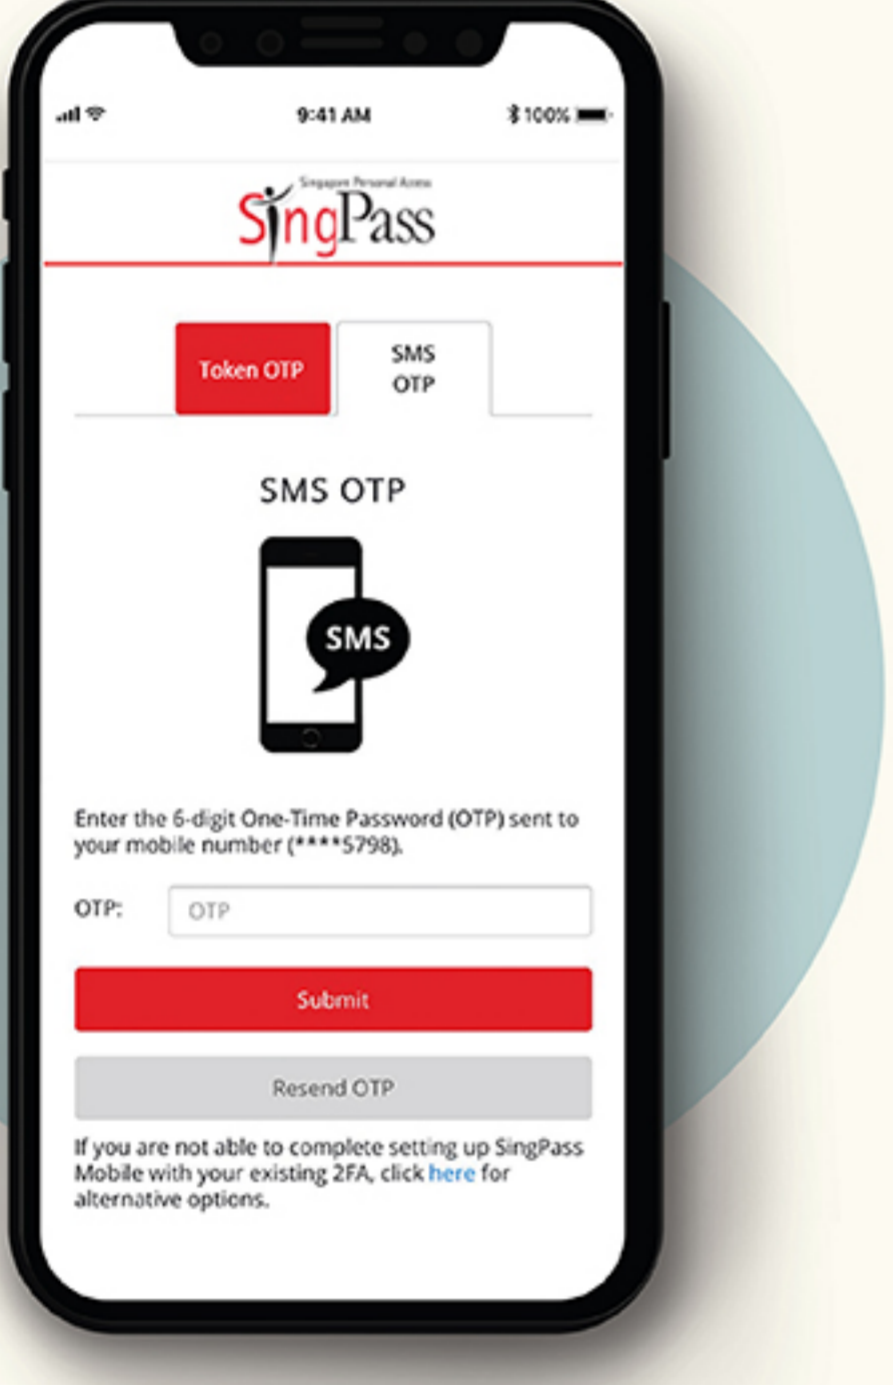 9:41 AM
100%
Singapore Personal Access
SingPass
Token OTP
SMS
OTP
SMS OTP
SMS
Enter the 6-digit One-Time Password (OTP) sent to
your mobile number (****5798).
OTP:
OTP
Submit
Resend OTP
If you are not able to complete setting up SingPass
Mobile with your existing 2FA, click here for
alternative options.